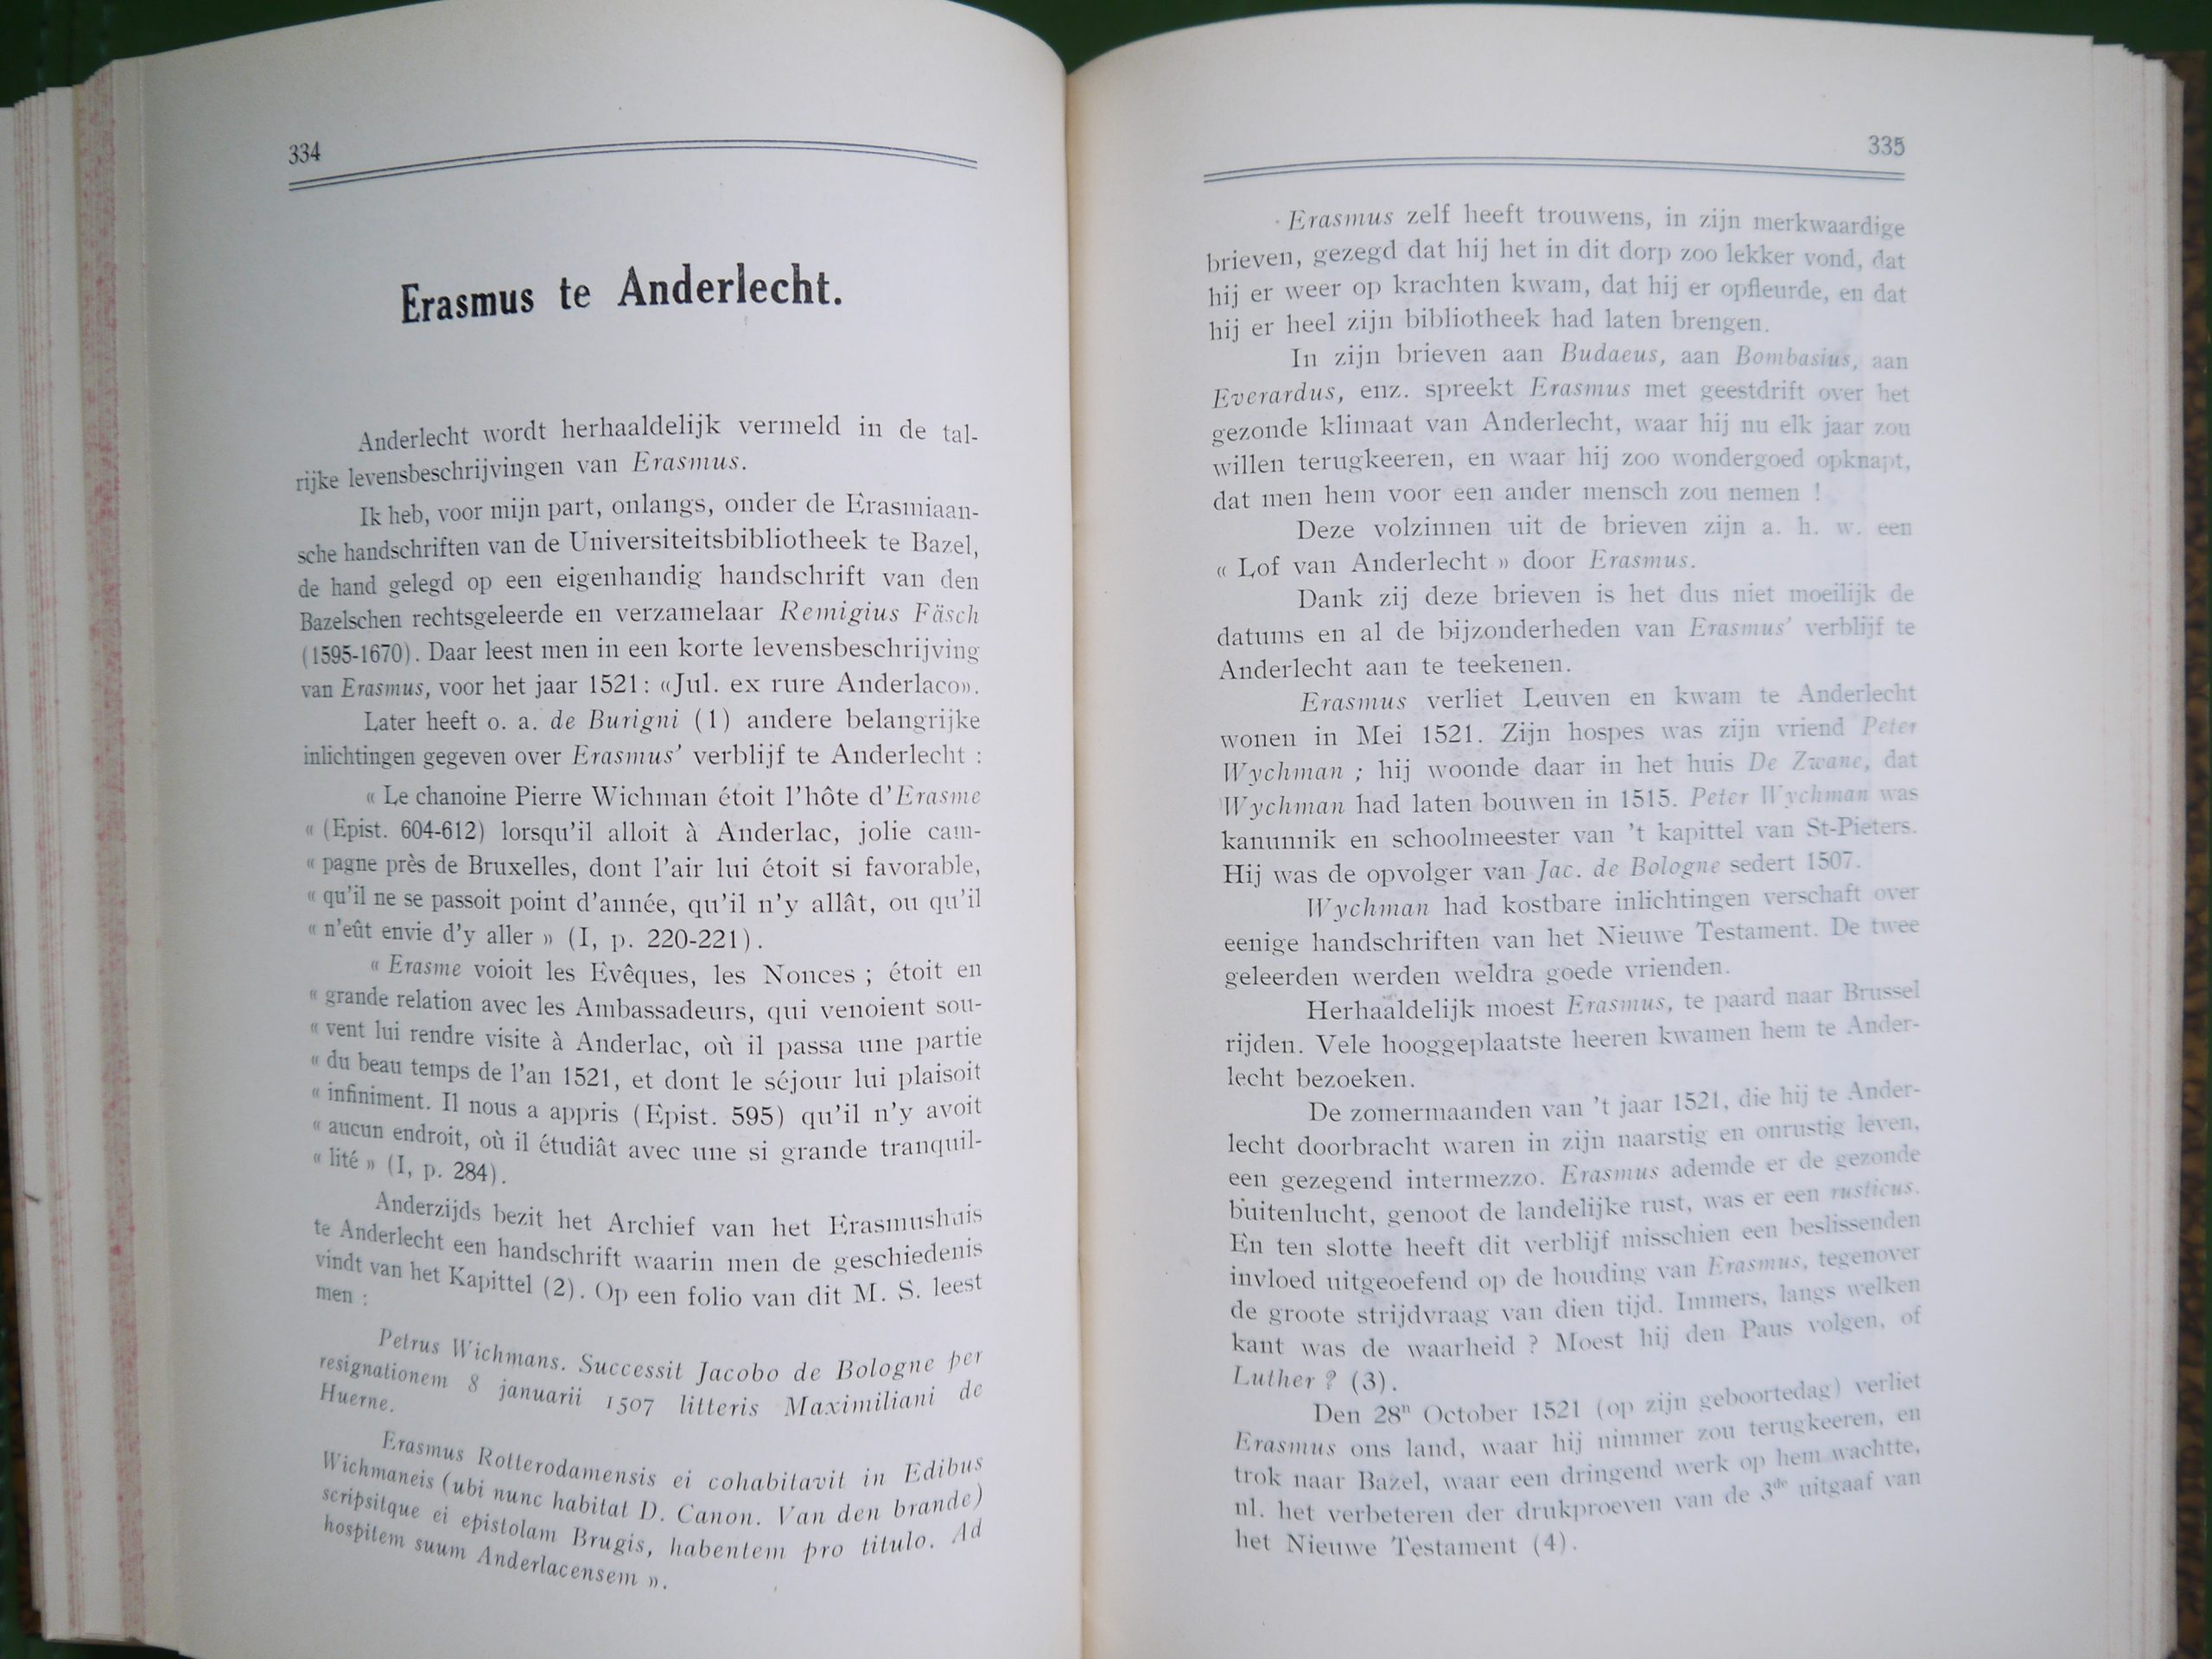 334
Erasmus te Anderlecht.
Anderlecht wordt herhaaldelijk vermeld in de tal-
rijke levensbeschrijvingen van Erasmus.
Ik heb, voor mijn part, onlangs, onder de Erasmiaan-
sche handschriften van de Universiteitsbibliotheek te Bazel,
de hand gelegd op een eigenhandig handschrift van den
Bazelschen rechtsgeleerde en verzamelaar Remigius Fäsch
(1595-1670). Daar leest men in een korte levensbeschrijving
van Erasmus, voor het jaar 1521 : «Jul. ex rure Anderlaco».
Later heeft o. a. de Burigni (1) andere belangrijke
inlichtingen gegeven over Erasmus' verblijf te Anderlecht :
« Le chanoine Pierre Wichman étoit l'hôte d'Erasme
« (Epist. 604-612) lorsqu'il alloit à Anderlac, jolie cam-
« pagne près de Bruxelles, dont l'air lui étoit si favorable,
« qu'il ne se passoit point d'année, qu'il n'y allât, ou qu'il
« n'eût envie d'y aller » (I, p. 220-221).
« Erasme voioit les Evêques, les Nonces ; étoit en
« grande relation avec les Ambassadeurs, qui venoient sou-
« vent lui rendre visite à Anderlac, où il passa une partie
« du beau temps de l'an 1521, et dont le séjour lui plaisoit
« infiniment. Il nous a appris (Epist. 595) qu'il n'y avoit
« aucun endroit, où il étudiât avec une si grande tranquil-
« lité » (I, p. 284).
Anderzijds bezit het Archief van het Erasmushuis
te Anderlecht een handschrift waarin men de geschiedenis
vindt van het Kapittel (2). Op een folio van dit M. S. leest
men :
Petrus Wichmans. Successit Jacobo de Bologne per
resignationem 8 januarii 1507 litteris Maximiliani de
Huerne.
Erasmus Rotterodamensis ei cohabitavit in Edibus
Wichmaneis (ubi nunc habitat D. Canon. Van den brande)
scripsitque ei epistolam Brugis, habentem pro titulo. Ad
hospitem suum Anderlacensem ».
335
Erasmus zelf heeft trouwens, in zijn merkwaardige
brieven, gezegd dat hij het in dit dorp zoo lekker vond, dat
hij er weer op krachten kwam, dat hij er opfleurde, en dat
hij er heel zijn bibliotheek had laten brengen.
In zijn brieven aan Budaeus, aan Bombasius, aan
Everardus, enz. spreekt Erasmus met geestdrift over het
gezonde klimaat van Anderlecht, waar hij nu elk jaar zou
willen terugkeeren, en waar hij zoo wondergoed opknapt,
dat men hem voor een ander mensch zou nemen !
Deze volzinnen uit de brieven zijn a. h. w. een
« Lof van Anderlecht » door Erasmus.
Dank zij deze brieven is het dus niet moeilijk de
datums en al de bijzonderheden van Erasmus' verblijf te
Anderlecht aan te teekenen.
Erasmus verliet Leuven en kwam te Anderlecht
wonen in Mei 1521. Zijn hospes was zijn vriend Peter
Wychman ; hij woonde daar in het huis De Zwane, dat
Wychman had laten bouwen in 1515. Peter Wychman was
kanunnik en schoolmeester van 't kapittel van St-Pieters.
Hij was de opvolger van Jac. de Bologne sedert 1507.
Wychman had kostbare inlichtingen verschaft over
eenige handschriften van het Nieuwe Testament. De twee
geleerden werden weldra goede vrienden.
Herhaaldelijk moest Erasmus, te paard naar Brussel
rijden. Vele hooggeplaatste heeren kwamen hem te Ander-
lecht bezoeken.
De zomermaanden van 't jaar 1521, die hij te Ander-
lecht doorbracht waren in zijn naarstig en onrustig leven,
een gezegend intermezzo. Erasmus ademde er de gezonde
buitenlucht, genoot de landelijke rust, was er een rusticus.
En ten slotte heeft dit verblijf misschien een beslissenden
invloed uitgeoefend op de houding van Erasmus, tegenover
de groote strijdvraag van dien tijd. Immers, langs welken
kant was de waarheid ? Moest hij den Paus volgen, of
Luther ? (3).
Den 28ⁿ October 1521 (op zijn geboortedag) verliet
Erasmus ons land, waar hij nimmer zou terugkeeren, en
trok naar Bazel, waar een dringend werk op hem wachtte,
nl. het verbeteren der drukproeven van de 3de uitgaaf van
het Nieuwe Testament (4).